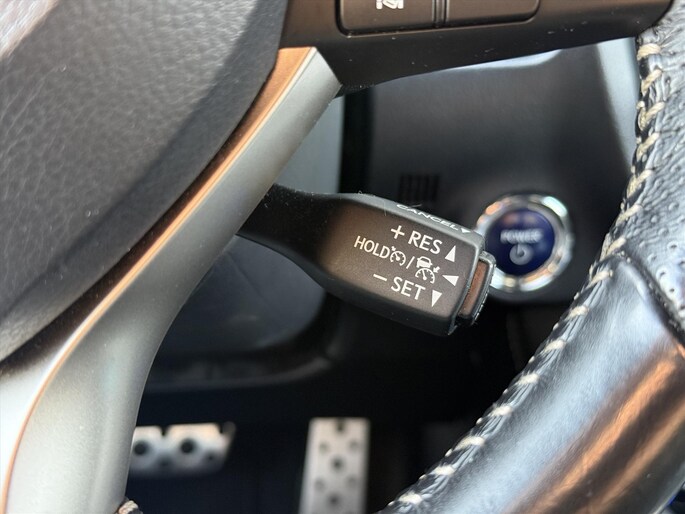 CANCEL
+ RES ▲
HOLD /
- SET ▼
POWER